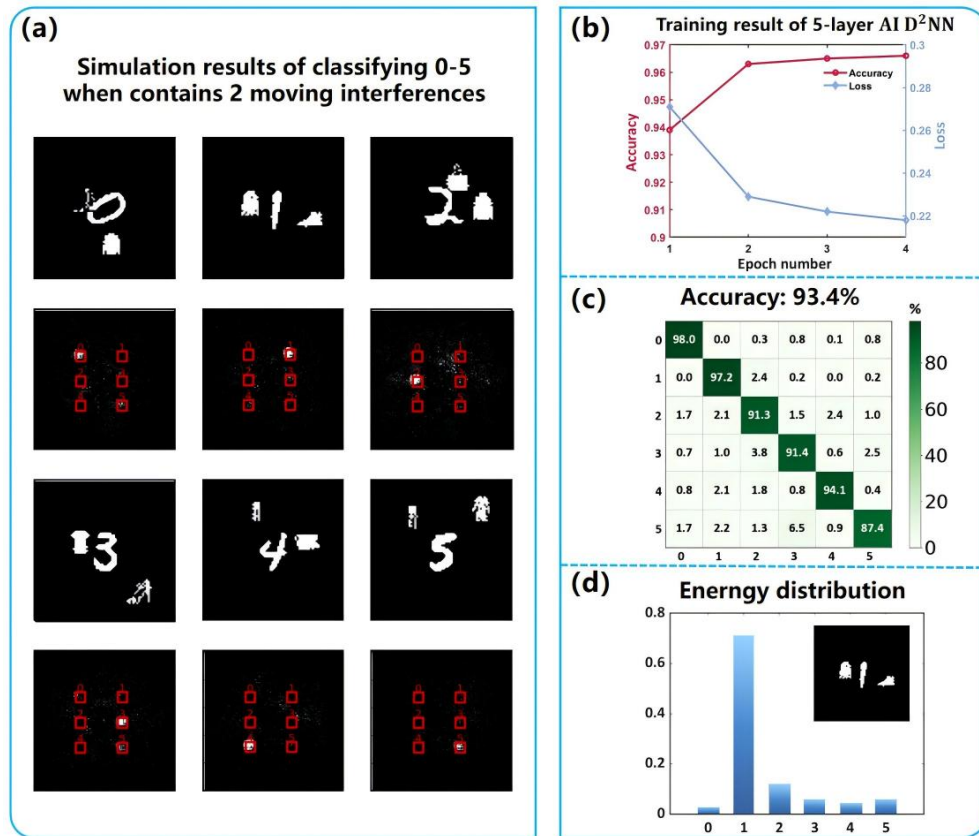 (a)
Simulation results of classifying 0-5
when contains 2 moving interferences
(b)
Training result of 5-layer AI D²NN
0.97
0.96
0.95
0.94
0.93
0.92
0.91
0.9
Accuracy
Accuracy
Loss
0.3
0.28
0.26
0.24
0.22
Loss
1 2 3 4
Epoch number
(c)
Accuracy: 93.4%
%
0 98.0 0.0 0.3 0.8 0.1 0.8
1 0.0 97.2 2.4 0.2 0.0 0.2
2 1.7 2.1 91.3 1.5 2.4 1.0
3 0.7 1.0 3.8 91.4 0.6 2.5
4 0.8 2.1 1.8 0.8 94.1 0.4
5 1.7 2.2 1.3 6.5 0.9 87.4
0 1 2 3 4 5
80
60
40
20
0
(d)
Enerngy distribution
0.8
0.6
0.4
0.2
0
0 1 2 3 4 5